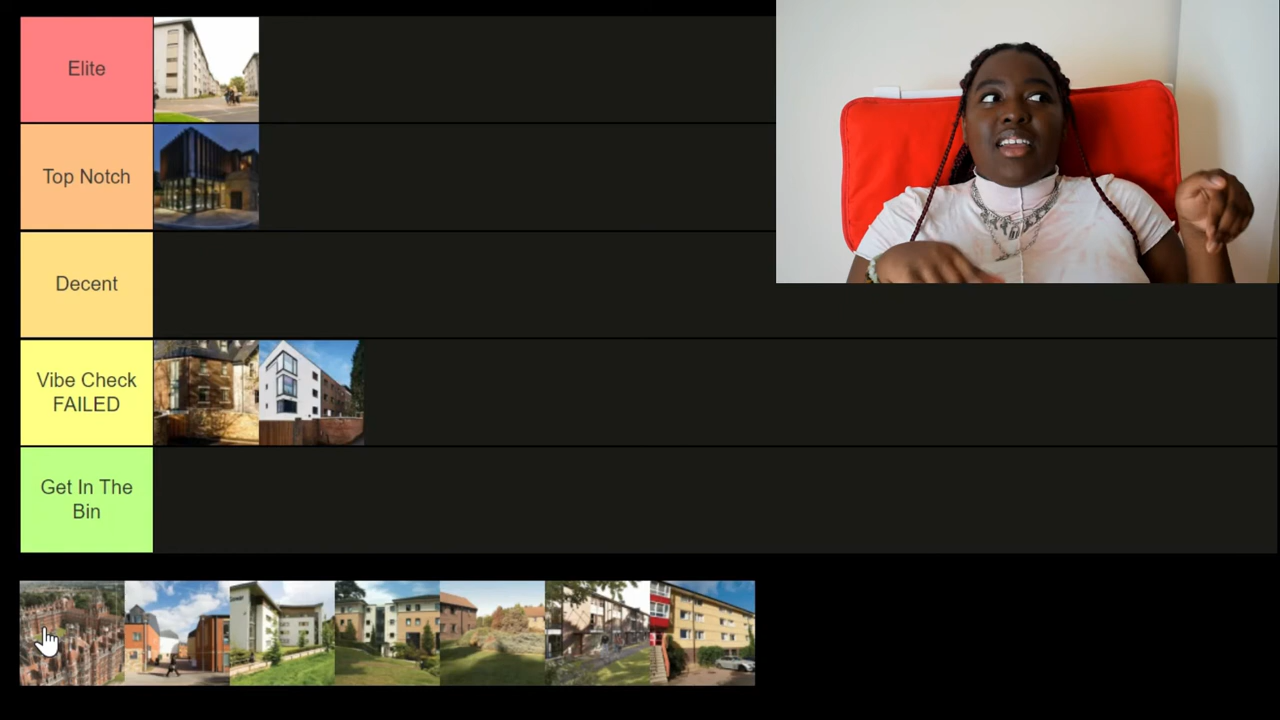 Elite
Top Notch
Decent
Vibe Check
FAILED
Get In The
Bin